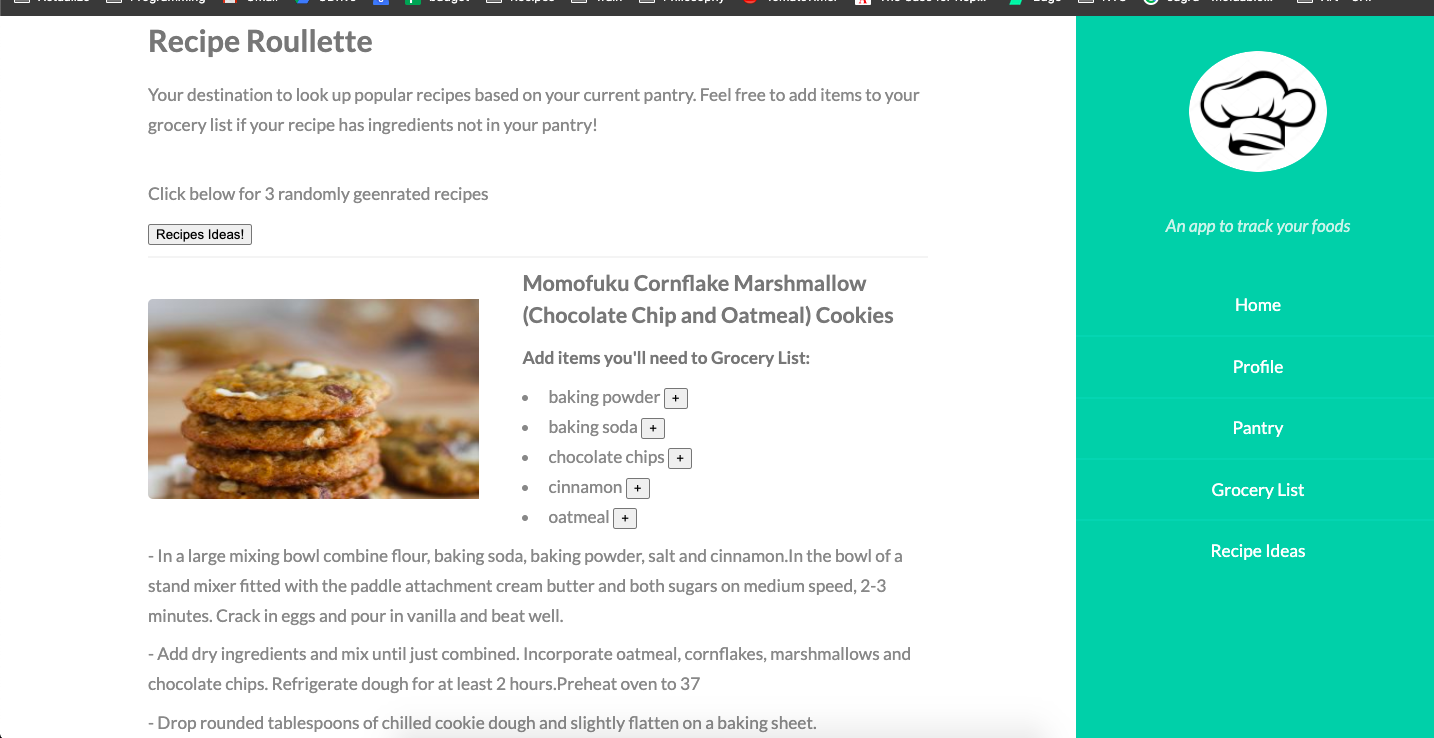 Recipe Roullette
Your destination to look up popular recipes based on your current pantry. Feel free to add items to your
grocery list if your recipe has ingredients not in your pantry!
Click below for 3 randomly geenrated recipes
Recipes Ideas!
Momofuku Cornflake Marshmallow
(Chocolate Chip and Oatmeal) Cookies
Add items you'll need to Grocery List:
• baking powder +
• baking soda +
• chocolate chips +
• cinnamon +
• oatmeal +
- In a large mixing bowl combine flour, baking soda, baking powder, salt and cinnamon.In the bowl of a
stand mixer fitted with the paddle attachment cream butter and both sugars on medium speed, 2-3
minutes. Crack in eggs and pour in vanilla and beat well.
- Add dry ingredients and mix until just combined. Incorporate oatmeal, cornflakes, marshmallows and
chocolate chips. Refrigerate dough for at least 2 hours.Preheat oven to 37
- Drop rounded tablespoons of chilled cookie dough and slightly flatten on a baking sheet.
An app to track your foods
Home
Profile
Pantry
Grocery List
Recipe Ideas